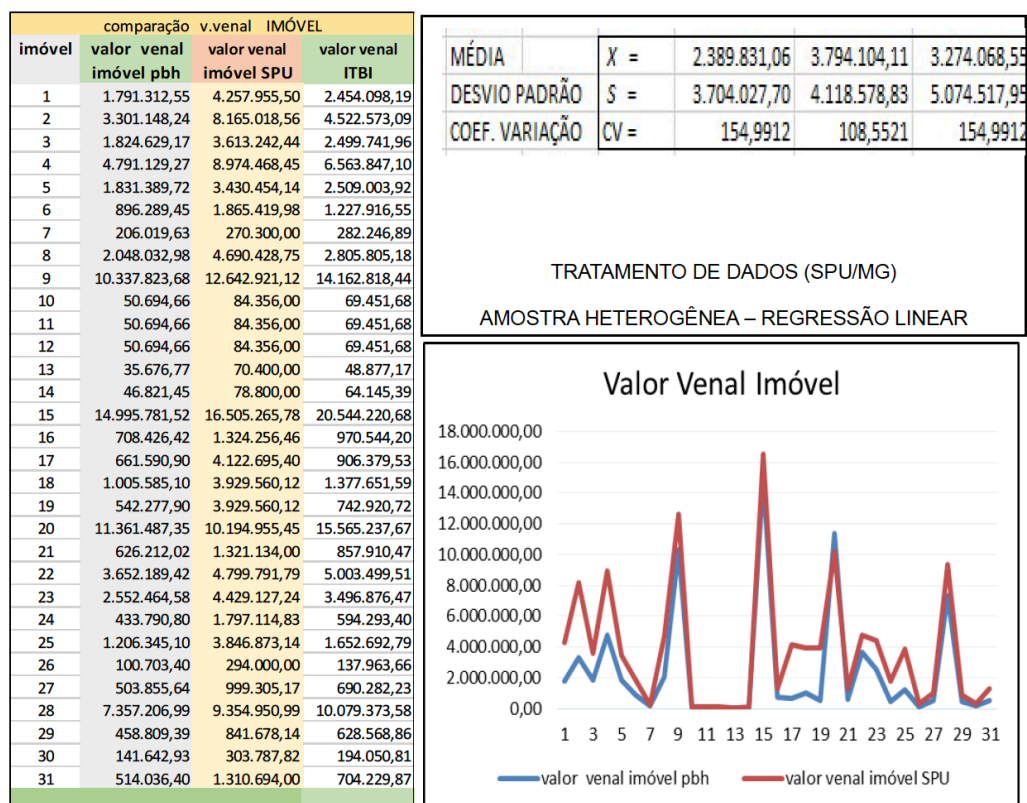 comparação v.venal IMÓVEL
imóvel valor venal valor venal valor venal
imóvel pbh imóvel SPU ITBI
1 1.791.312,55 4.257.955,50 2.454.098,19
2 3.301.148,24 8.165.018,56 4.522.573,09
3 1.824.629,17 3.613.242,44 2.499.741,96
4 4.791.129,27 8.974.468,45 6.563.847,10
5 1.831.389,72 3.430.454,14 2.509.003,92
6 896.289,45 1.865.419,98 1.227.916,55
7 206.019,63 270.300,00 282.246,89
8 2.048.032,98 4.690.428,75 2.805.805,18
9 10.337.823,68 12.642.921,12 14.162.818,44
10 50.694,66 84.356,00 69.451,68
11 50.694,66 84.356,00 69.451,68
12 50.694,66 84.356,00 69.451,68
13 35.676,77 70.400,00 48.877,17
14 46.821,45 78.800,00 64.145,39
15 14.995.781,52 16.505.265,78 20.544.220,68
16 708.426,42 1.324.256,46 970.544,20
17 661.590,90 4.122.695,40 906.379,53
18 1.005.585,10 3.929.560,12 1.377.651,59
19 542.277,90 3.929.560,12 742.920,72
20 11.361.487,35 10.194.955,45 15.565.237,67
21 626.212,02 1.321.134,00 857.910,47
22 3.652.189,42 4.799.791,79 5.003.499,51
23 2.552.464,58 4.429.127,24 3.496.876,47
24 433.790,80 1.797.114,83 594.293,40
25 1.206.345,10 3.846.873,14 1.652.692,79
26 100.703,40 294.000,00 137.963,66
27 503.855,64 999.305,17 690.282,23
28 7.357.206,99 9.354.950,99 10.079.373,58
29 458.809,39 841.678,14 628.568,86
30 141.642,93 303.787,82 194.050,81
31 514.036,40 1.310.694,00 704.229,87
MÉDIA X = 2.389.831,06 3.794.104,11 3.274.068,55
DESVIO PADRÃO S = 3.704.027,70 4.118.578,83 5.074.517,95
COEF. VARIAÇÃO CV = 154,9912 108,5521 154,9912
TRATAMENTO DE DADOS (SPU/MG)
AMOSTRA HETEROGÊNEA – REGRESSÃO LINEAR
Valor Venal Imóvel
18.000.000,00
16.000.000,00
14.000.000,00
12.000.000,00
10.000.000,00
8.000.000,00
6.000.000,00
4.000.000,00
2.000.000,00
0,00
1 3 5 7 9 11 13 15 17 19 21 23 25 27 29 31
valor venal imóvel pbh valor venal imóvel SPU